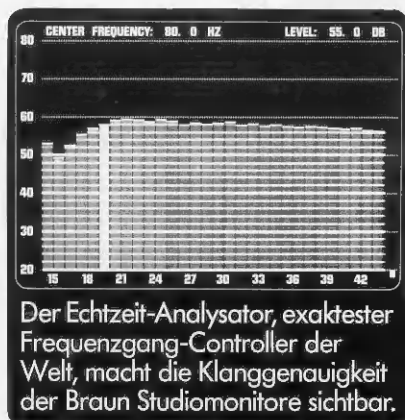 CENTER FREQUENCY: 80. 0 HZ LEVEL: 55. 0 DB
80
70
60
50
40
30
20
15 18 21 24 27 30 33 36 39 42
Der Echtzeit-Analysator, exaktester
Frequenzgang-Controller der
Welt, macht die Klanggenauigkeit
der Braun Studiomonitore sichtbar.